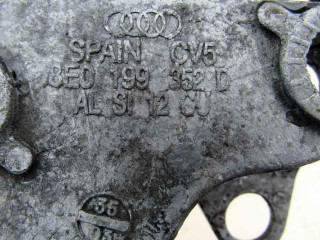 SPAIN CV5
8E0 199 352 D
AL SI 12 CU